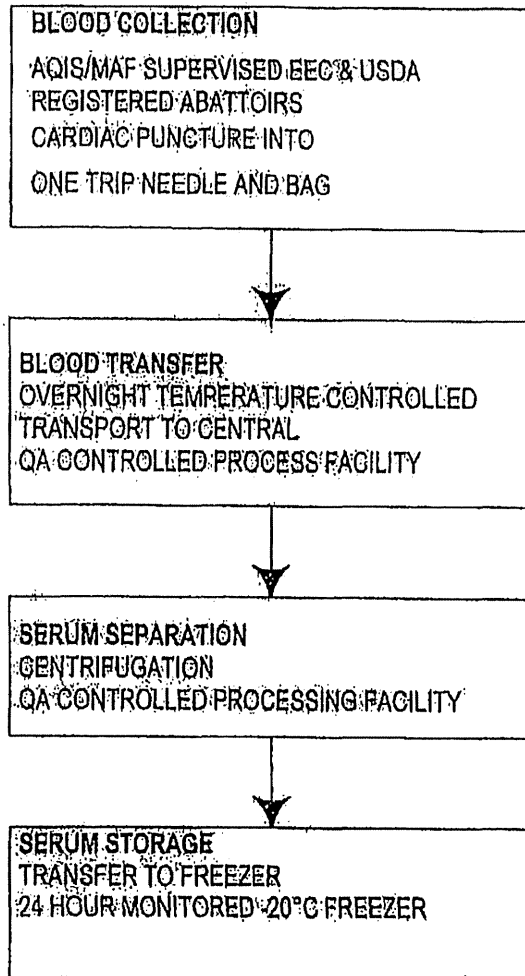 BLOOD COLLECTION
AQIS/MAF SUPERVISED EEC & USDA
REGISTERED ABATTOIRS
CARDIAC PUNCTURE INTO
ONE TRIP NEEDLE AND BAG
BLOOD TRANSFER
OVERNIGHT TEMPERATURE CONTROLLED
TRANSPORT TO CENTRAL
QA CONTROLLED PROCESS FACILITY
SERUM SEPARATION
CENTRIFUGATION
QA CONTROLLED PROCESSING FACILITY
SERUM STORAGE
TRANSFER TO FREEZER
24 HOUR MONITORED -20°C FREEZER